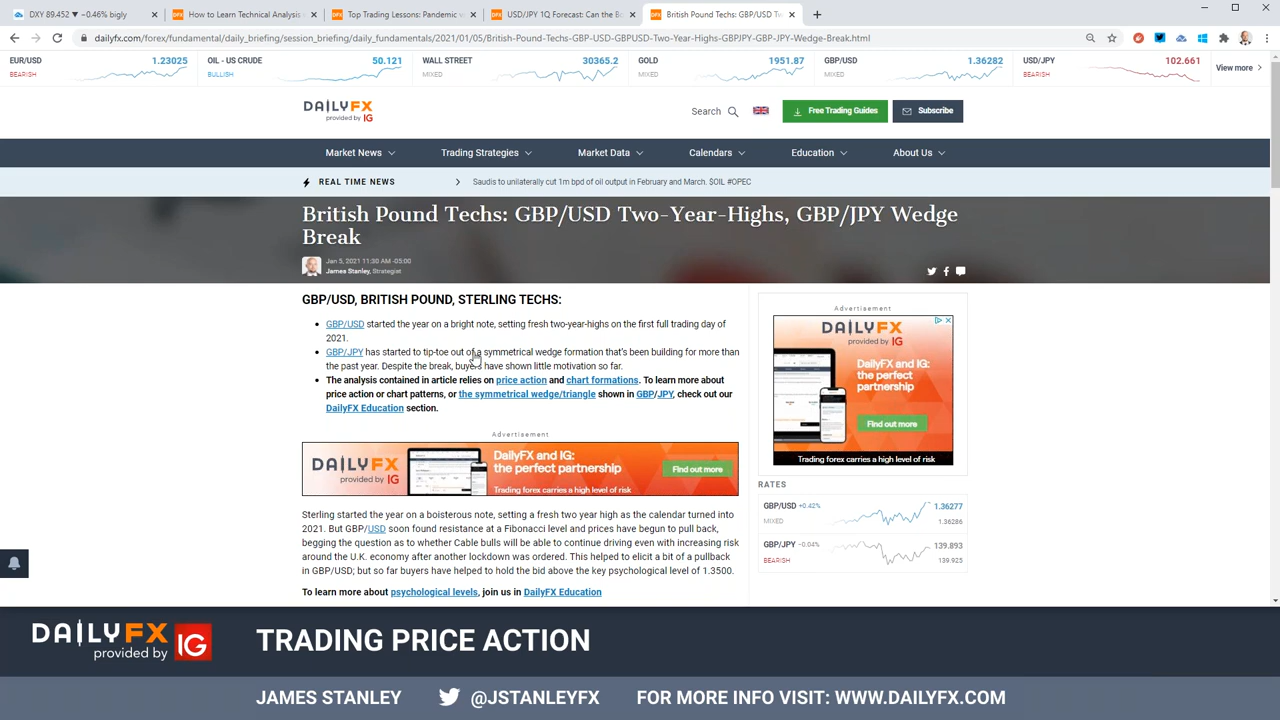 DXY 89.452 ▼ −0.46% bigly
How to Learn Technical Analysis
Top Trading Lessons: Pandemic
USD/JPY 1Q Forecast: Can the Bo
British Pound Techs: GBP/USD Tw
dailyfx.com/forex/fundamental/daily_briefing/session_briefing/daily_fundamentals/2021/01/05/British-Pound-Techs-GBP-USD-GBPUSD-Two-Year-Highs-GBPJPY-GBP-JPY-Wedge-Break.html
EUR/USD 1.23025
BEARISH
OIL - US CRUDE 50.121
BULLISH
WALL STREET 30365.2
MIXED
GOLD 1951.87
MIXED
GBP/USD 1.36282
MIXED
USD/JPY 102.661
BEARISH
View more
DAILYFX
provided by IG
Search
Free Trading Guides
Subscribe
Market News
Trading Strategies
Market Data
Calendars
Education
About Us
REAL TIME NEWS
Saudis to unilaterally cut 1m bpd of oil output in February and March. $OIL #OPEC
British Pound Techs: GBP/USD Two-Year-Highs, GBP/JPY Wedge
Break
Jan 5, 2021 11:30 AM -05:00
James Stanley, Strategist
GBP/USD, BRITISH POUND, STERLING TECHS:
GBP/USD started the year on a bright note, setting fresh two-year-highs on the first full trading day of
2021.
GBP/JPY has started to tip-toe out of a symmetrical wedge formation that's been building for more than
the past year. Despite the break, buyers have shown little motivation so far.
The analysis contained in article relies on price action and chart formations. To learn more about
price action or chart patterns, or the symmetrical wedge/triangle shown in GBP/JPY, check out our
DailyFX Education section.
Advertisement
DAILYFX
provided by IG
DailyFX and IG:
the perfect partnership
Trading forex carries a high level of risk
Find out more
Sterling started the year on a boisterous note, setting a fresh two year high as the calendar turned into
2021. But GBP/USD soon found resistance at a Fibonacci level and prices have begun to pull back,
begging the question as to whether Cable bulls will be able to continue driving even with increasing risk
around the U.K. economy after another lockdown was ordered. This helped to elicit a bit of a pullback
in GBP/USD; but so far buyers have helped to hold the bid above the key psychological level of 1.3500.
To learn more about psychological levels, join us in DailyFX Education
Advertisement
DAILYFX
provided by IG
DailyFX and IG:
the perfect
partnership
Find out more
Trading forex carries a high level of risk
RATES
GBP/USD +0.42% 1.36277
MIXED 1.36286
GBP/JPY −0.04% 139.893
BEARISH 139.925
DAILYFX
provided by IG
TRADING PRICE ACTION
JAMES STANLEY @JSTANLEYFX FOR MORE INFO VISIT: WWW.DAILYFX.COM